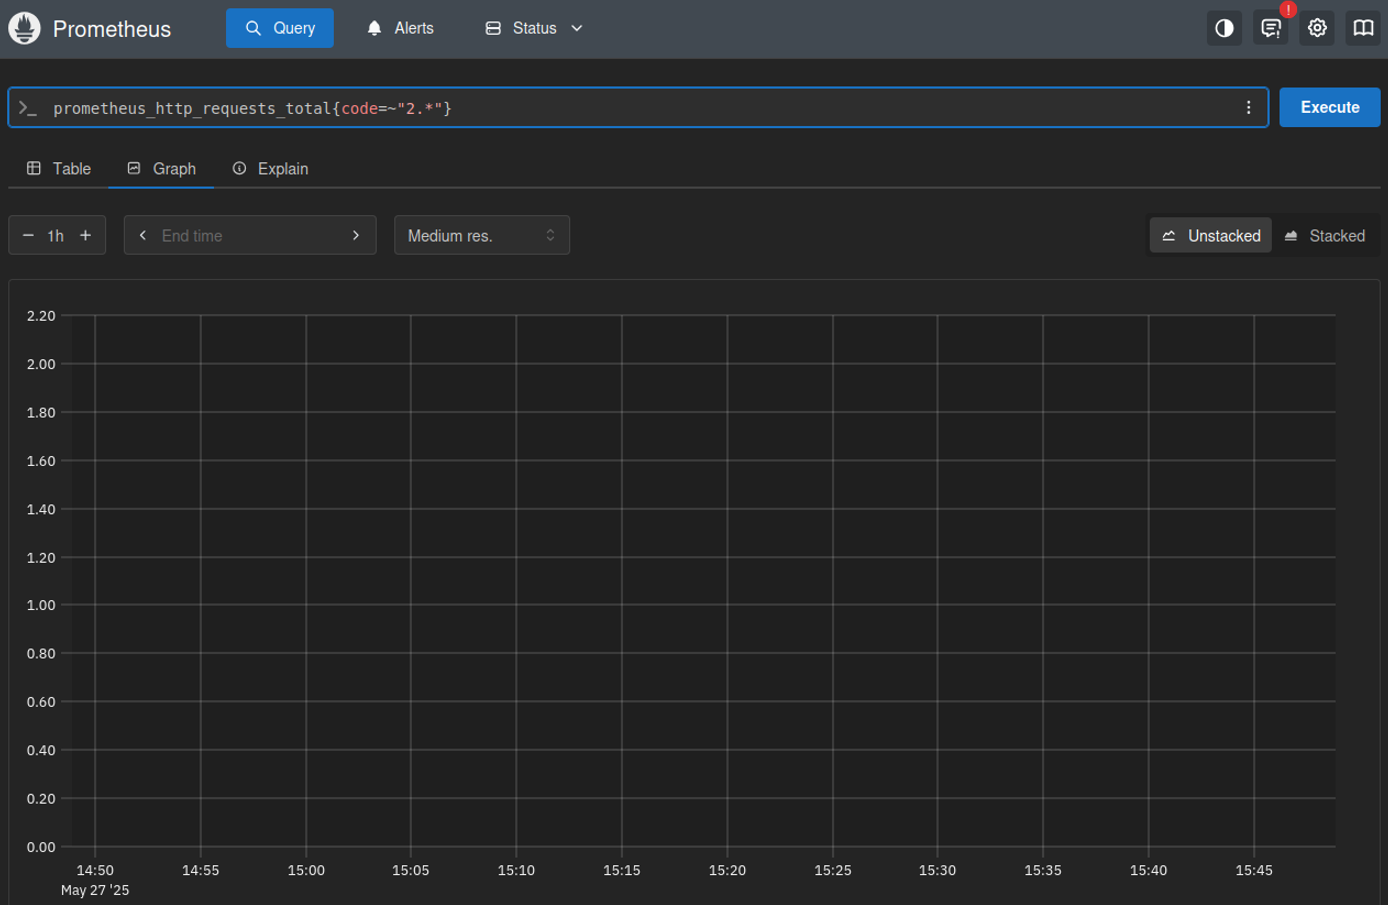 Prometheus Query Alerts Status !
>_ prometheus_http_requests_total{code=~"2.*"} Execute
Table Graph Explain
− 1h + < End time > Medium res. Unstacked Stacked
2.20
2.00
1.80
1.60
1.40
1.20
1.00
0.80
0.60
0.40
0.20
0.00
14:50 14:55 15:00 15:05 15:10 15:15 15:20 15:25 15:30 15:35 15:40 15:45
May 27 '25